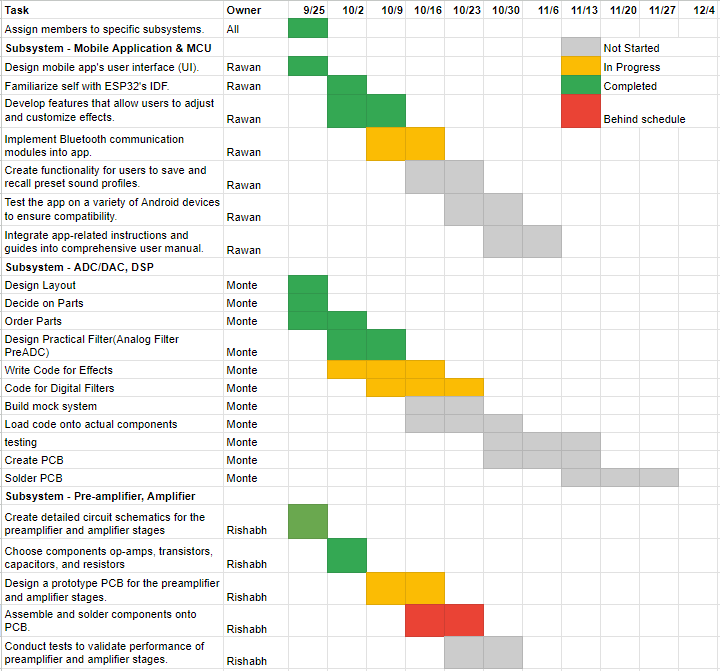 Task Owner 9/25 10/2 10/9 10/16 10/23 10/30 11/6 11/13 11/20 11/27 12/4
Assign members to specific subsystems. All
Subsystem - Mobile Application & MCU Not Started
Design mobile app's user interface (UI). Rawan In Progress
Familiarize self with ESP32's IDF. Rawan Completed
Develop features that allow users to adjust
and customize effects. Rawan Behind schedule
Implement Bluetooth communication
modules into app. Rawan
Create functionality for users to save and
recall preset sound profiles. Rawan
Test the app on a variety of Android devices
to ensure compatibility. Rawan
Integrate app-related instructions and
guides into comprehensive user manual. Rawan
Subsystem - ADC/DAC, DSP
Design Layout Monte
Decide on Parts Monte
Order Parts Monte
Design Practical Filter(Analog Filter
PreADC) Monte
Write Code for Effects Monte
Code for Digital Filters Monte
Build mock system Monte
Load code onto actual components Monte
testing Monte
Create PCB Monte
Solder PCB Monte
Subsystem - Pre-amplifier, Amplifier
Create detailed circuit schematics for the
preamplifier and amplifier stages Rishabh
Choose components op-amps, transistors,
capacitors, and resistors Rishabh
Design a prototype PCB for the preamplifier
and amplifier stages. Rishabh
Assemble and solder components onto
PCB. Rishabh
Conduct tests to validate performance of
preamplifier and amplifier stages. Rishabh